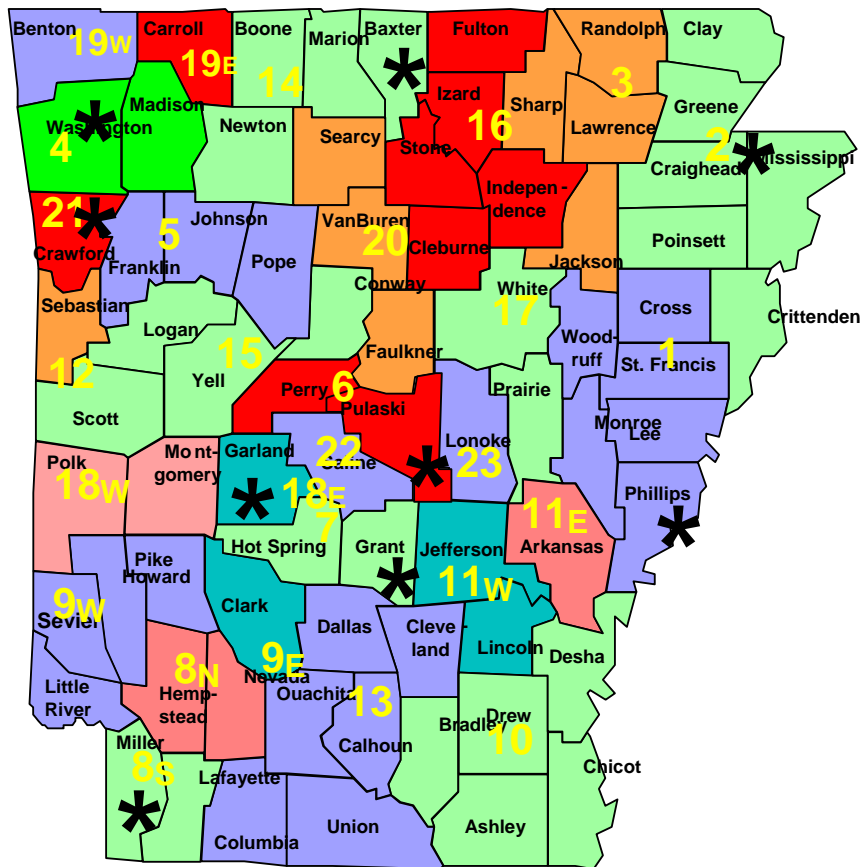 Benton
19W
Carroll
19E
Boone
14
Marion
Baxter
*
Fulton
Randolph
3
Clay
Madison
Washington
*
4
Newton
Searcy
Izard
16
Stone
Sharp
Lawrence
Greene
2
*
Mississippi
Craighead
Poinsett
Indepen -
dence
21
*
Crawford
Franklin
5
Johnson
Pope
VanBuren
20
Cleburne
Conway
Jackson
White
17
Wood-
ruff
Cross
Crittenden
1
St. Francis
Sebastian
12
Logan
15
Yell
Scott
Faulkner
Perry
6
Pulaski
*
Prairie
Lonoke
23
Monroe
Lee
Phillips
*
Polk
18W
Mont-
gomery
Garland
*
22
Saline
18E
7
Hot Spring
Grant
*
Jefferson
11W
11E
Arkansas
Pike
Howard
9W
Sevier
Clark
9E
Nevada
Dallas
Cleve -
land
Lincoln
Desha
Little
River
8N
Hemp-
stead
Ouachita
13
Calhoun
Bradley
Drew
10
Chicot
Miller
8S
*
Lafayette
Columbia
Union
Ashley